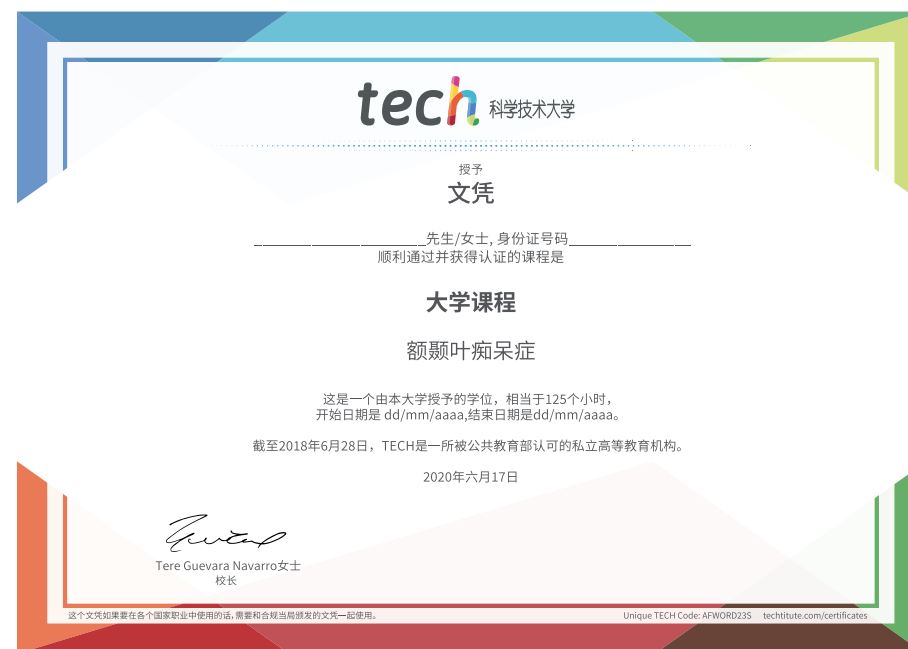 tech 科学技术大学
授予
文凭
________________________先生/女士, 身份证号码_________________
顺利通过并获得认证的课程是
大学课程
额颞叶痴呆症
这是一个由本大学授予的学位，相当于125个小时，
开始日期是 dd/mm/aaaa,结束日期是dd/mm/aaaa。
截至2018年6月28日，TECH是一所被公共教育部认可的私立高等教育机构。
2020年六月17日
Tere Guevara Navarro女士
校长
这个文凭如果要在各个国家职业中使用的话,需要和合规当局颁发的文凭一起使用。
Unique TECH Code: AFWORD23S techtitute.com/certificates